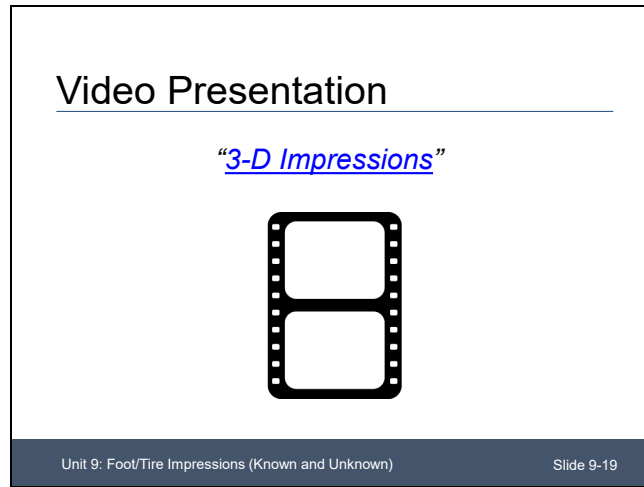 Video Presentation
“3-D Impressions”
Unit 9: Foot/Tire Impressions (Known and Unknown) Slide 9-19